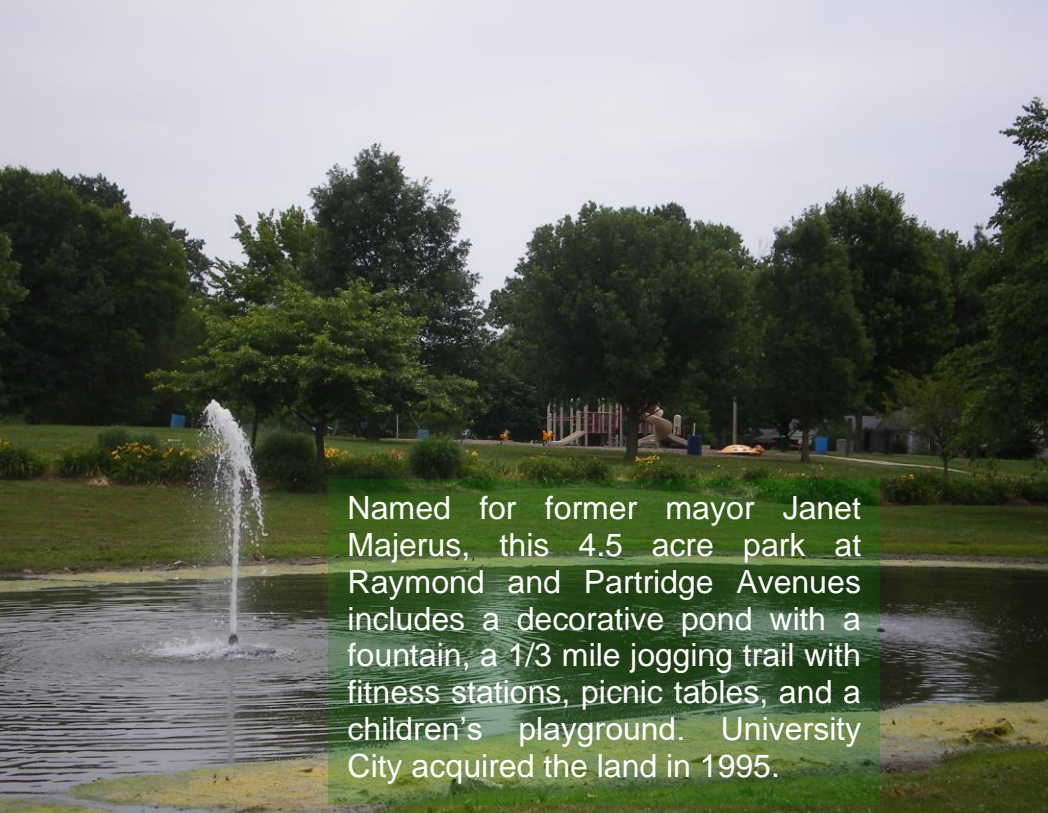 Named for former mayor Janet
Majerus, this 4.5 acre park at
Raymond and Partridge Avenues
includes a decorative pond with a
fountain, a 1/3 mile jogging trail with
fitness stations, picnic tables, and a
children’s playground. University
City acquired the land in 1995.